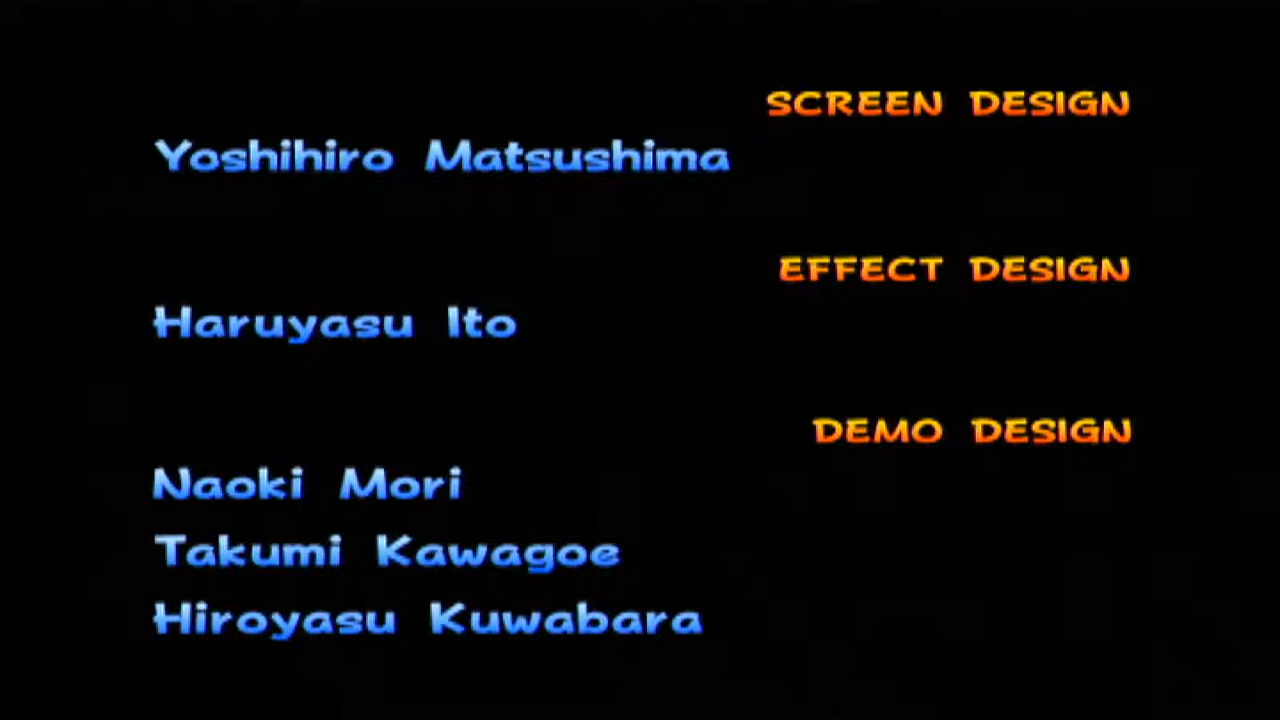 SCREEN DESIGN
Yoshihiro Matsushima
EFFECT DESIGN
Haruyasu Ito
DEMO DESIGN
Naoki Mori
Takumi Kawagoe
Hiroyasu Kuwabara